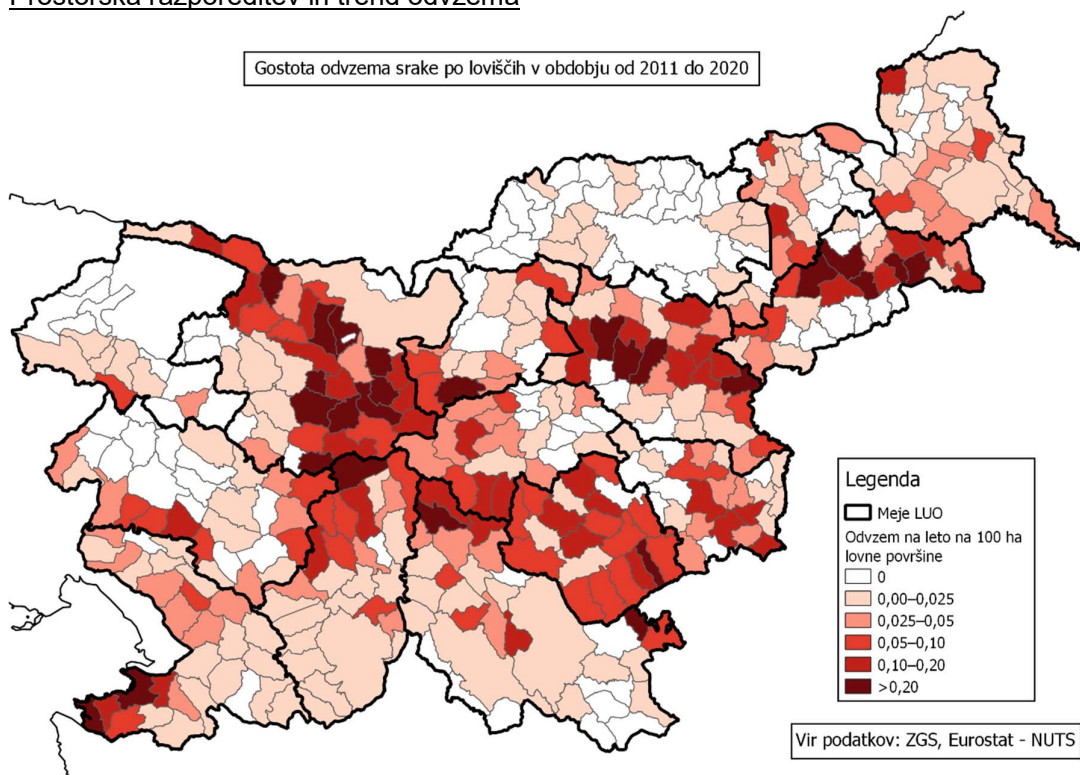 Prostorska razporeditev in trend odvzema
Gostota odvzema srake po loviščih v obdobju od 2011 do 2020
Legenda
Meje LUO
Odvzem na leto na 100 ha
lovne površine
0
0,00–0,025
0,025–0,05
0,05–0,10
0,10–0,20
>0,20
Vir podatkov: ZGS, Eurostat - NUTS